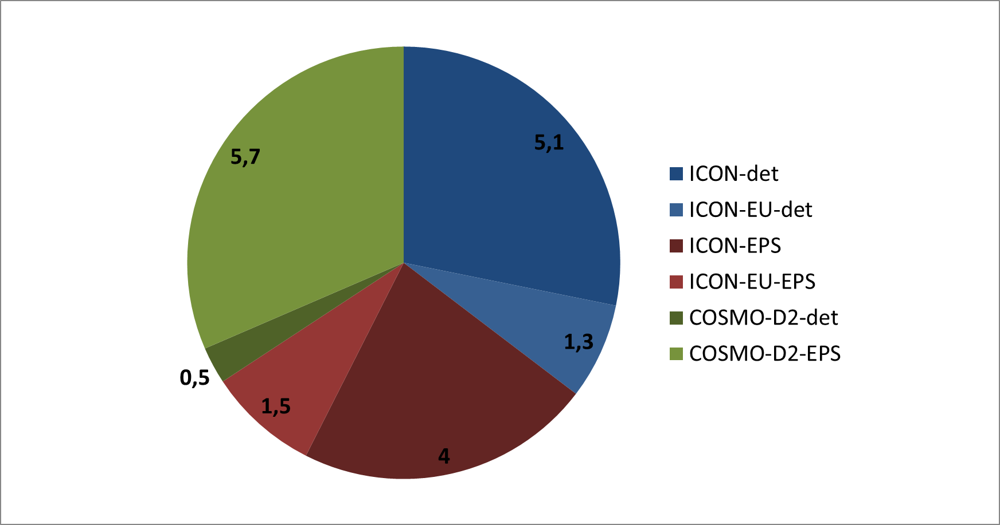 5,1
5,7
1,3
0,5
1,5
4
ICON-det
ICON-EU-det
ICON-EPS
ICON-EU-EPS
COSMO-D2-det
COSMO-D2-EPS